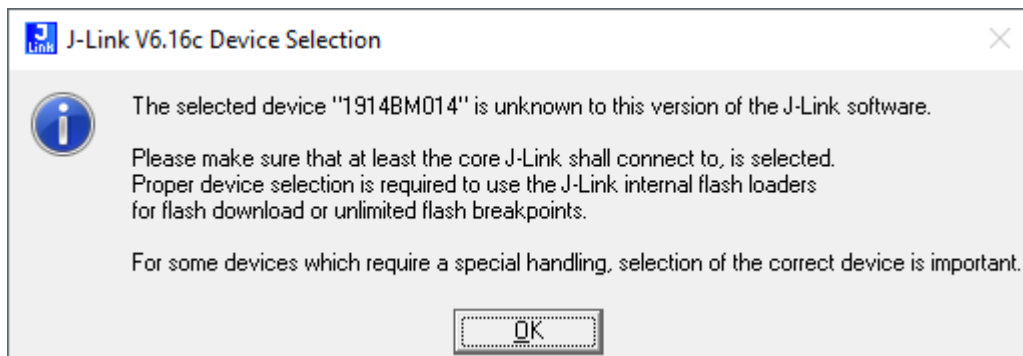 J-Link V6.16c Device Selection
The selected device "1914BM014" is unknown to this version of the J-Link software.
Please make sure that at least the core J-Link shall connect to, is selected.
Proper device selection is required to use the J-Link internal flash loaders
for flash download or unlimited flash breakpoints.
For some devices which require a special handling, selection of the correct device is important.
OK